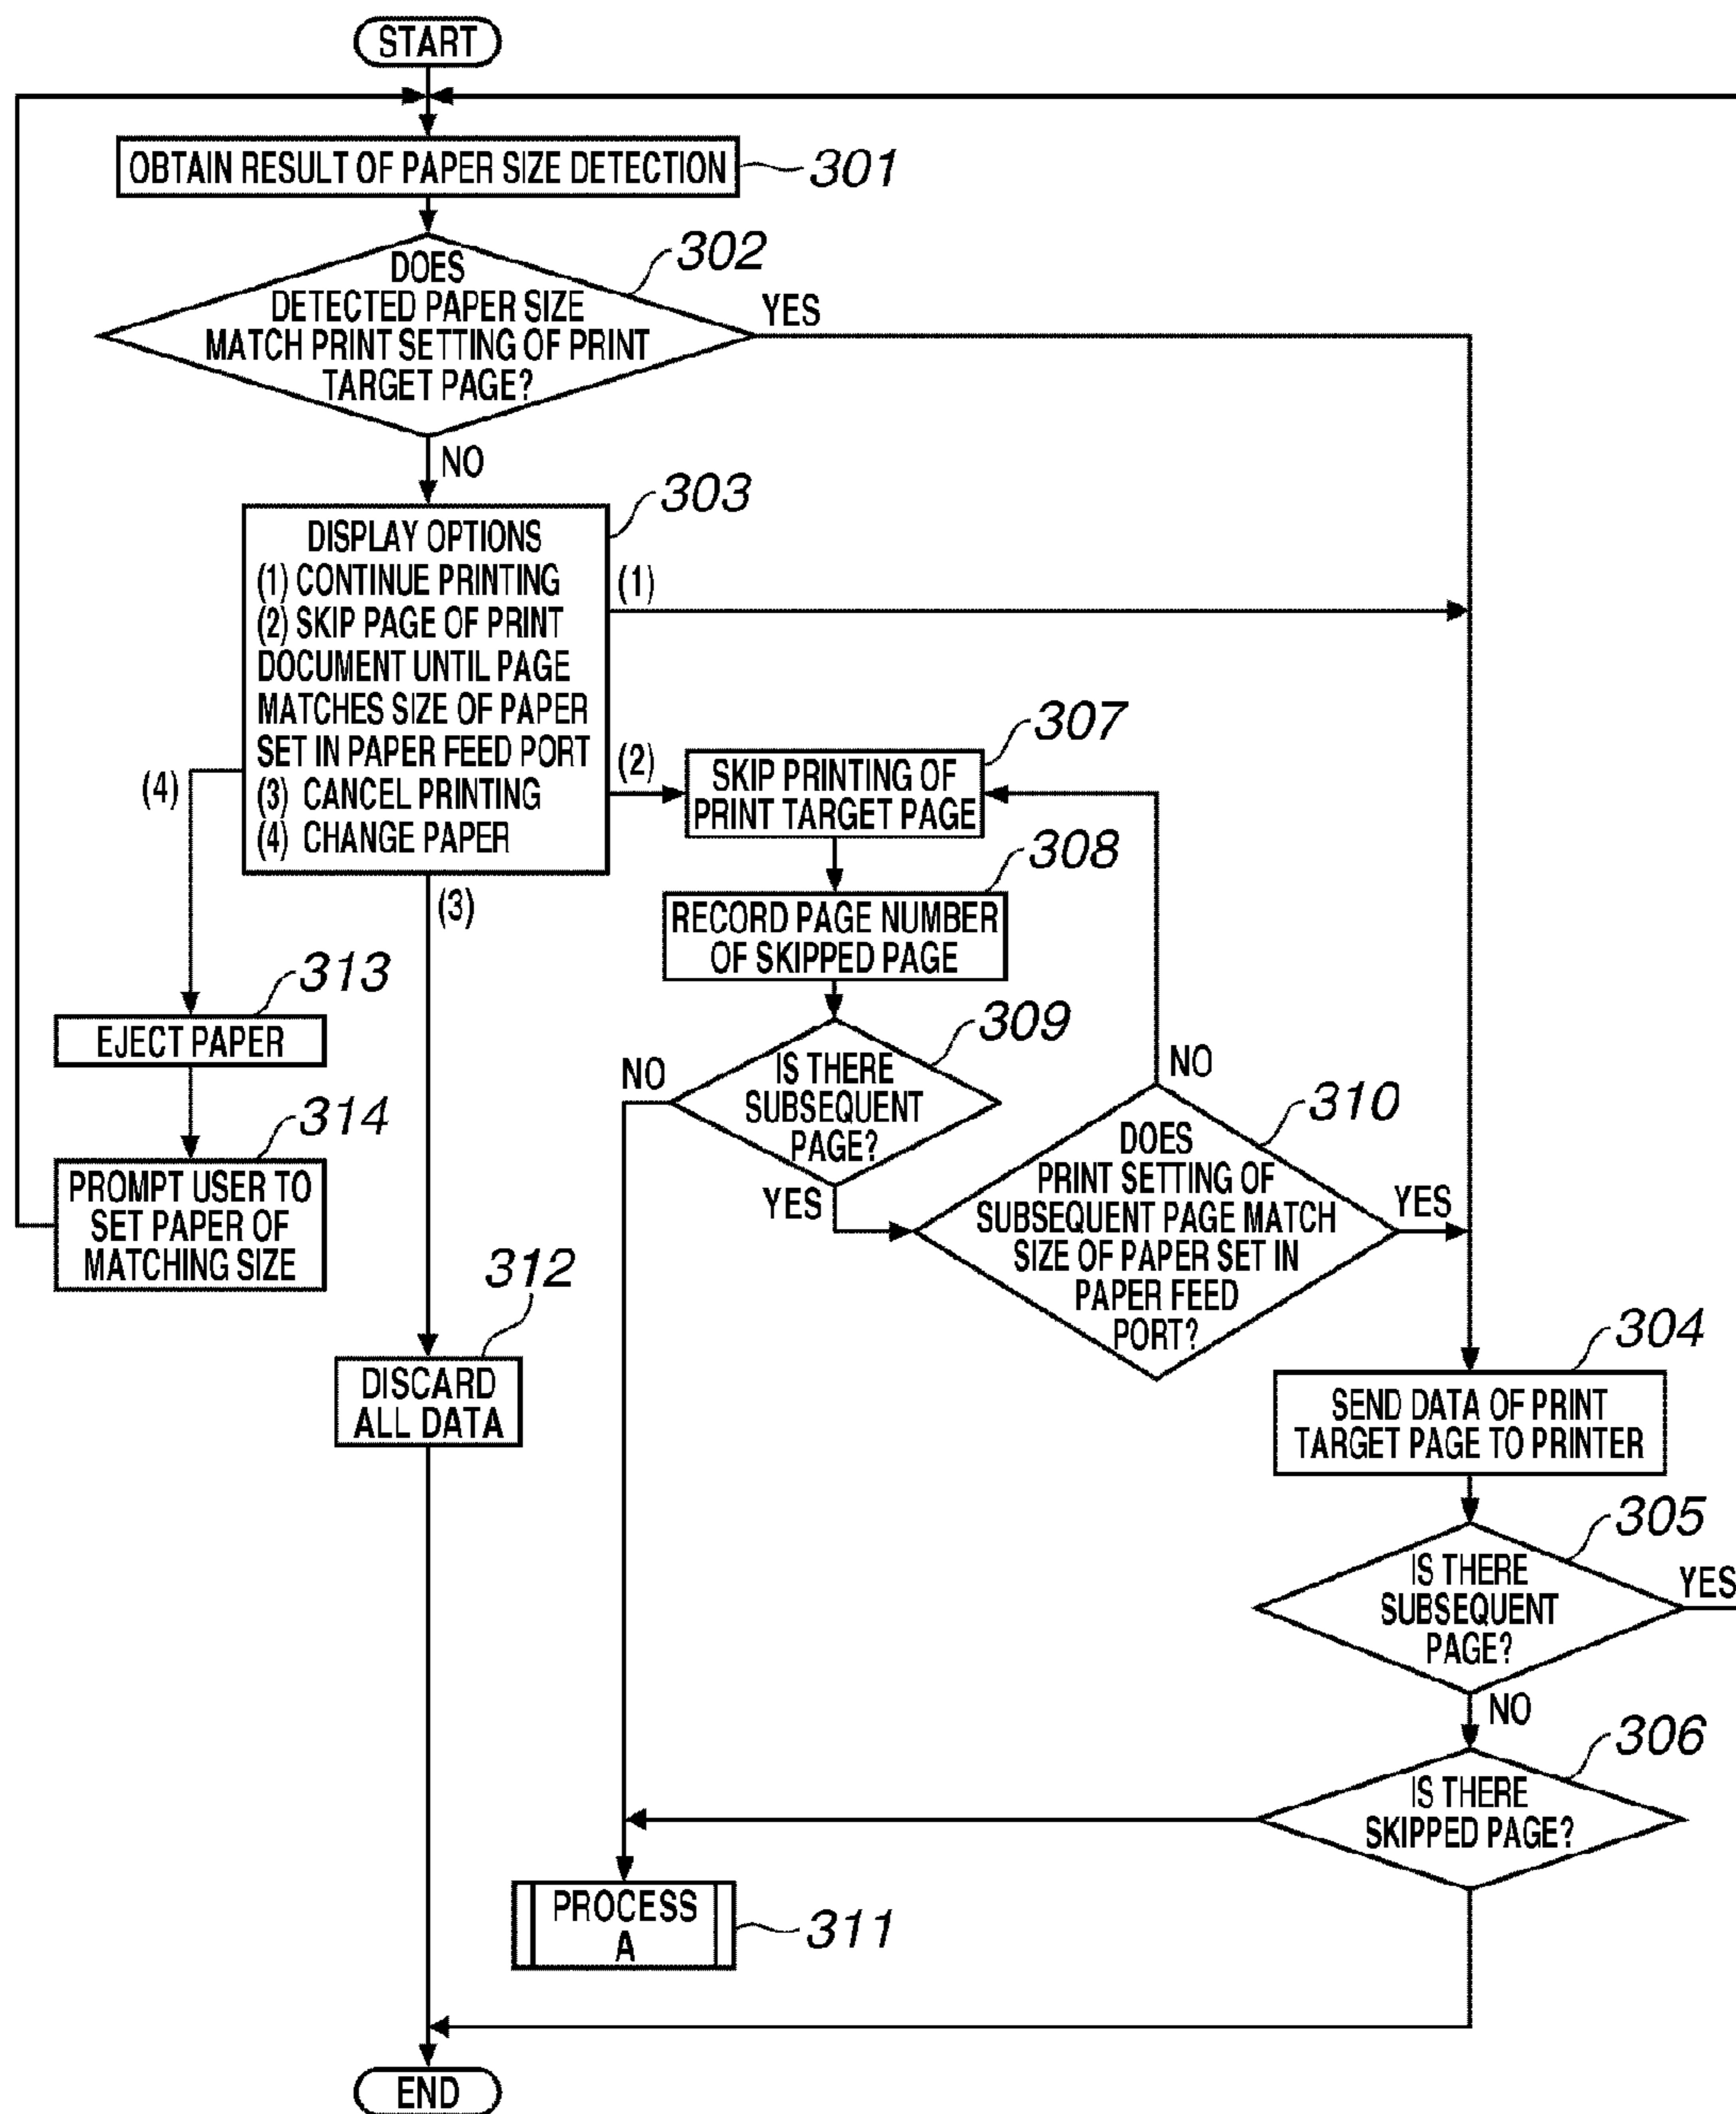 START
OBTAIN RESULT OF PAPER SIZE DETECTION
301
DOES
DETECTED PAPER SIZE
MATCH PRINT SETTING OF PRINT
TARGET PAGE?
302
YES
NO
303
DISPLAY OPTIONS
(1) CONTINUE PRINTING
(2) SKIP PAGE OF PRINT
DOCUMENT UNTIL PAGE
MATCHES SIZE OF PAPER
SET IN PAPER FEED PORT
(3) CANCEL PRINTING
(4) CHANGE PAPER
(1)
(2)
(4)
(3)
307
SKIP PRINTING OF
PRINT TARGET PAGE
308
RECORD PAGE NUMBER
OF SKIPPED PAGE
313
EJECT PAPER
309
NO
IS THERE
SUBSEQUENT
PAGE?
YES
NO
310
DOES
PRINT SETTING OF
SUBSEQUENT PAGE MATCH
SIZE OF PAPER SET IN
PAPER FEED
PORT?
YES
314
PROMPT USER TO
SET PAPER OF
MATCHING SIZE
312
DISCARD
ALL DATA
304
SEND DATA OF PRINT
TARGET PAGE TO PRINTER
305
IS THERE
SUBSEQUENT
PAGE?
YES
NO
306
IS THERE
SKIPPED PAGE?
PROCESS
A
311
END